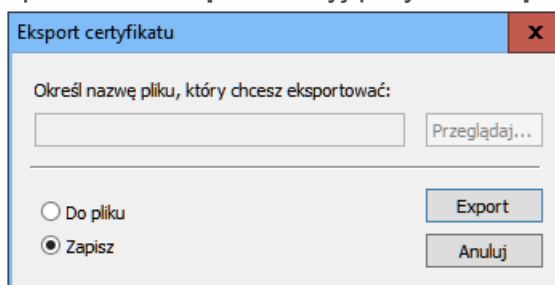 Eksport certyfikatu
x
Określ nazwę pliku, który chcesz eksportować:
Przeglądaj...
Do pliku
Export
Zapisz
Anuluj